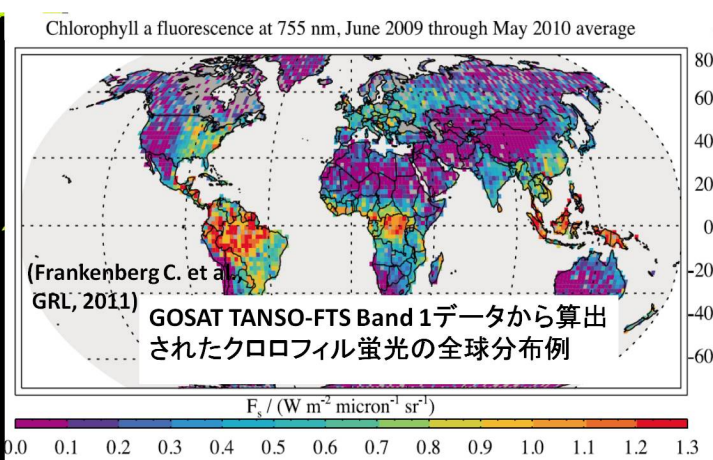 Chlorophyll a fluorescence at 755 nm, June 2009 through May 2010 average
80
60
40
20
0
-20
-40
-60
(Frankenberg C. et al.
GRL, 2011)
GOSAT TANSO-FTS Band 1データから算出
されたクロロフィル蛍光の全球分布例
Fs / (W m-2 micron-1 sr-1)
0.0 0.1 0.2 0.3 0.4 0.5 0.6 0.7 0.8 0.9 1.0 1.1 1.2 1.3